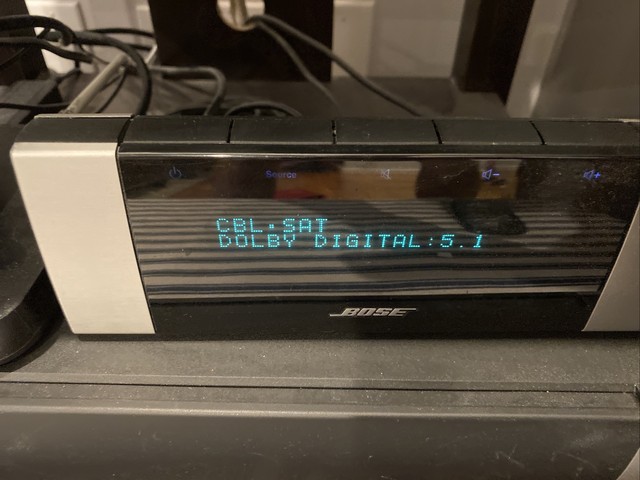 Source
CBL·SAT
DOLBY DIGITAL:5.1
BOSE